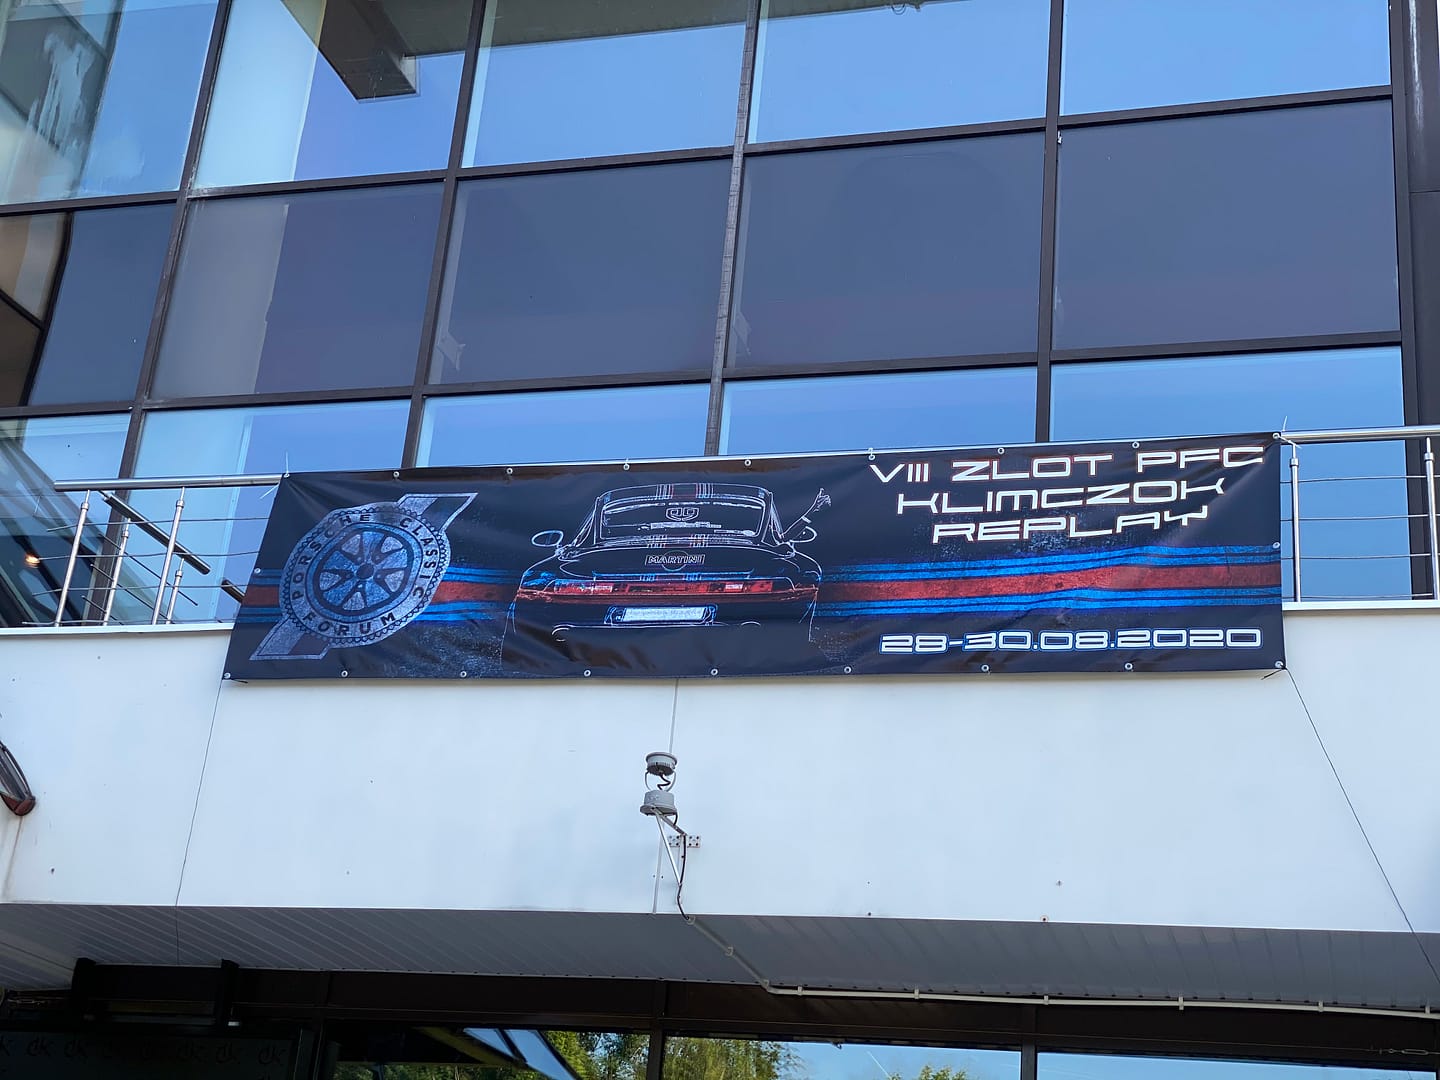 PORSCHE CLASSIC
FORUM
MARTINI
VIII ZLOT PFC
KLIMCZOK
REPLAY
28-30.08.2020